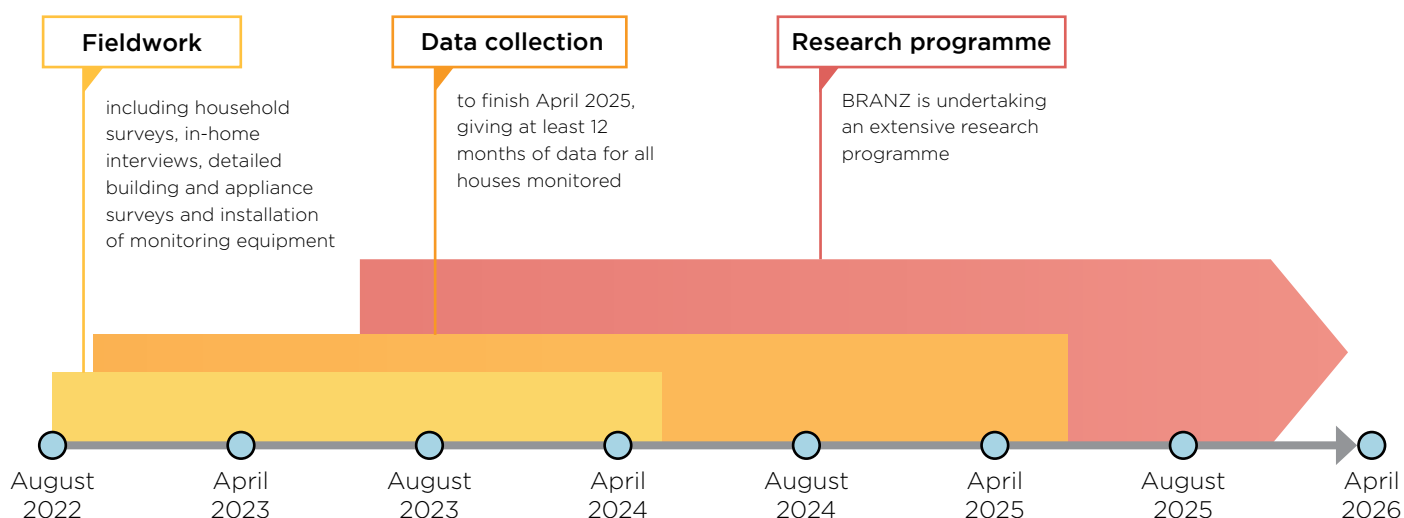 Fieldwork
including household
surveys, in-home
interviews, detailed
building and appliance
surveys and installation
of monitoring equipment
Data collection
to finish April 2025,
giving at least 12
months of data for all
houses monitored
Research programme
BRANZ is undertaking
an extensive research
programme
August
2022
April
2023
August
2023
April
2024
August
2024
April
2025
August
2025
April
2026